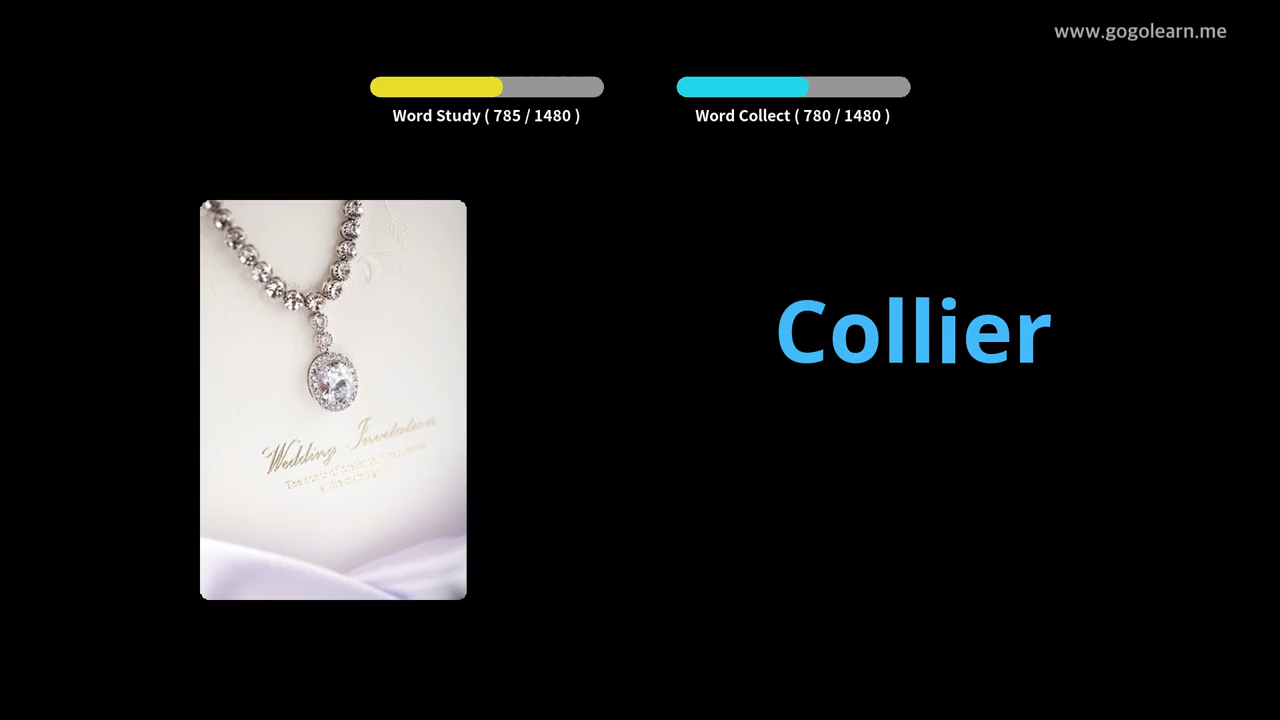 www.gogolearn.me
Word Study ( 785 / 1480 )
Word Collect ( 780 / 1480 )
Collier
Wedding Invitation